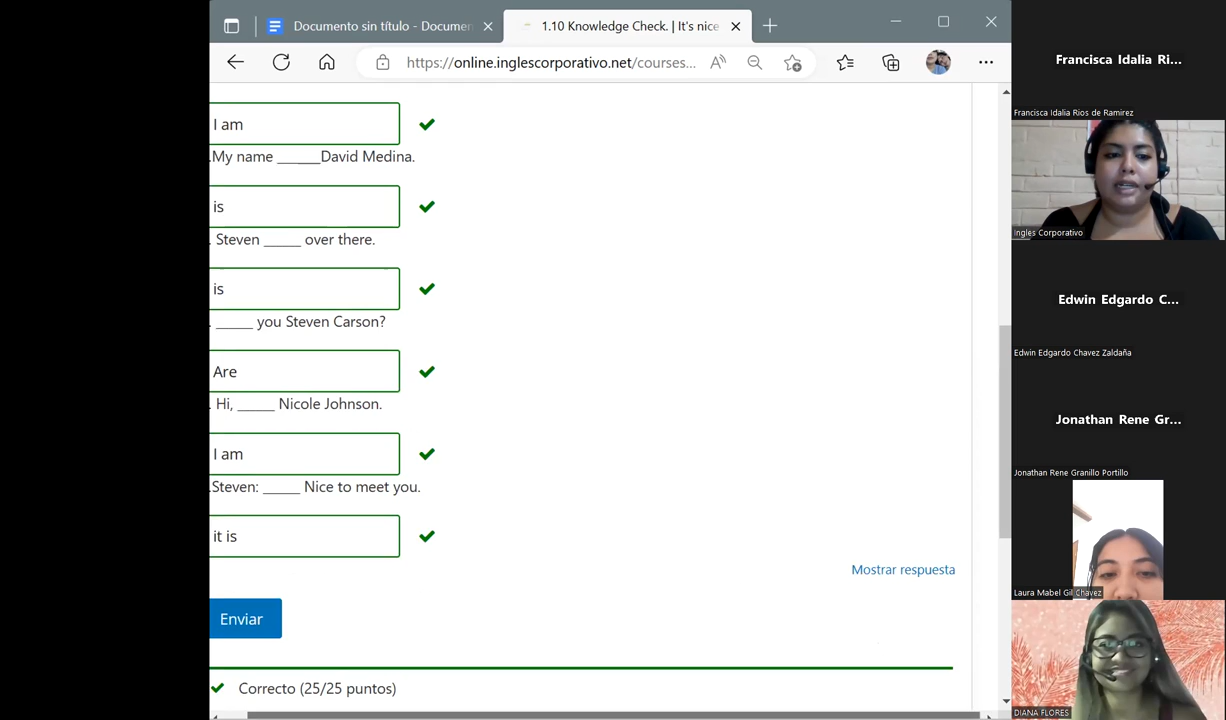 Documento sin título - Documen
1.10 Knowledge Check. | It's nice
https://online.inglescorporativo.net/courses...
I am
.My name ______David Medina.
is
. Steven _____ over there.
is
. _____ you Steven Carson?
Are
. Hi, _____ Nicole Johnson.
I am
.Steven: _____ Nice to meet you.
it is
Mostrar respuesta
Enviar
Correcto (25/25 puntos)
Francisca Idalia Ri...
Francisca Idalia Rios de Ramirez
Ingles Corporativo
Edwin Edgardo C...
Edwin Edgardo Chavez Zaldaña
Jonathan Rene Gr...
Jonathan Rene Granillo Portillo
Laura Mabel Gil Chavez
DIANA FLORES